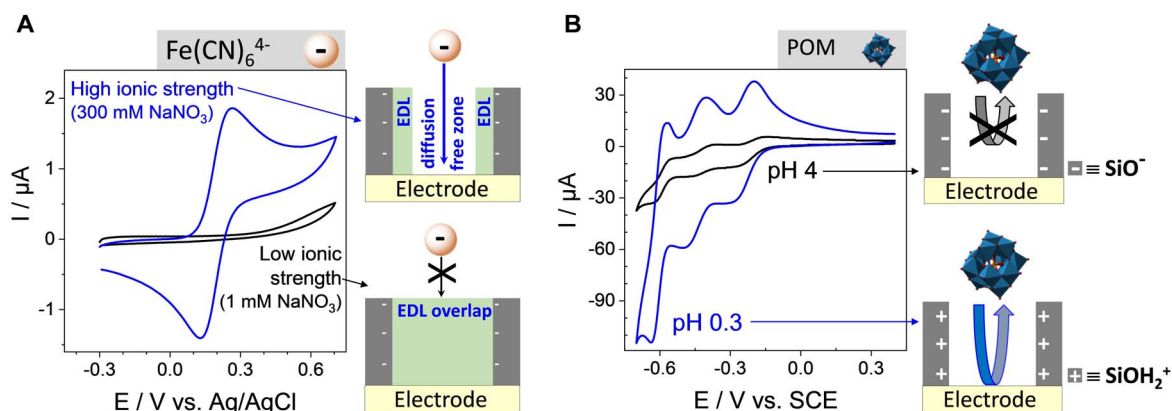 A
Fe(CN)₆⁴⁻
-
High ionic strength
(300 mM NaNO₃)
Low ionic
strength
(1 mM NaNO₃)
2
1
0
-1
I / µA
-0.3
0.0
0.3
0.6
E / V vs. Ag/AgCl
-
EDL
diffusion
free zone
EDL
Electrode
-
EDL overlap
Electrode
B
POM
30
0
-30
-60
-90
I / µA
pH 4
pH 0.3
-0.6
-0.3
0.0
0.3
E / V vs. SCE
- - -
- - -
Electrode
- ≡ SiO⁻
+ + +
+ + +
Electrode
+ ≡ SiOH₂⁺